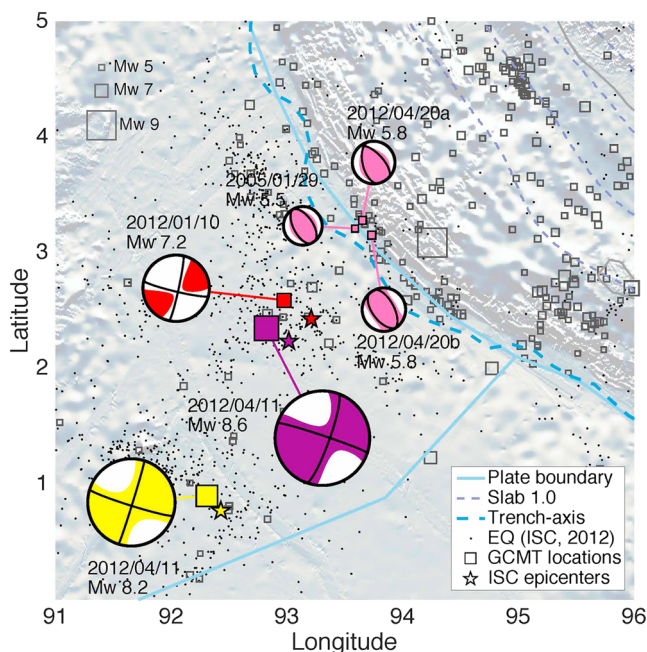 5
4
3
2
1
Latitude
91
92
93
94
95
96
Longitude
Mw 5
Mw 7
Mw 9
2012/04/20a
Mw 5.8
2005/01/29
Mw 5.5
2012/01/10
Mw 7.2
2012/04/20b
Mw 5.8
2012/04/11
Mw 8.6
2012/04/11
Mw 8.2
Plate boundary
Slab 1.0
Trench-axis
EQ (ISC, 2012)
GCMT locations
ISC epicenters